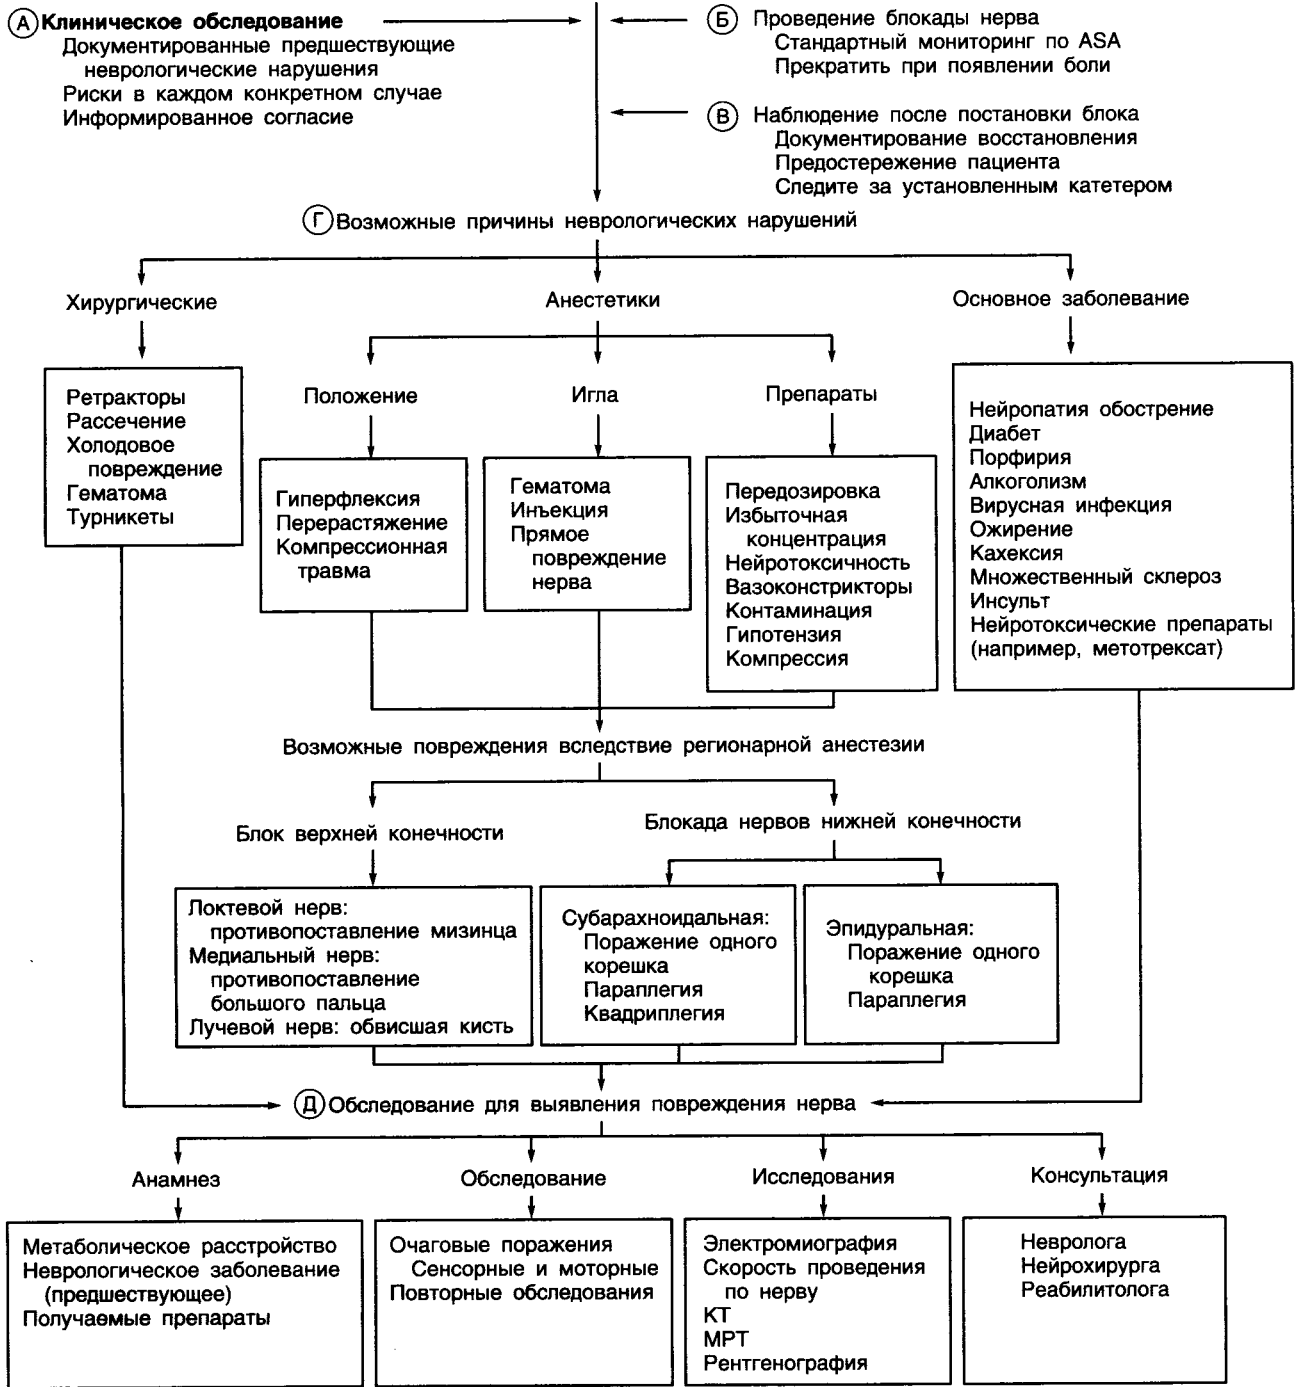 А Клиническое обследование
Документированные предшествующие
неврологические нарушения
Риски в каждом конкретном случае
Информированное согласие
Б Проведение блокады нерва
Стандартный мониторинг по ASA
Прекратить при появлении боли
В Наблюдение после постановки блока
Документирование восстановления
Предостережение пациента
Следите за установленным катетером
Г Возможные причины неврологических нарушений
Хирургические
Ретракторы
Рассечение
Холодовое
повреждение
Гематома
Турникеты
Анестетики
Положение
Гиперфлексия
Перерастяжение
Компрессионная
травма
Игла
Гематома
Инъекция
Прямое
повреждение
нерва
Препараты
Передозировка
Избыточная
концентрация
Нейротоксичность
Вазоконстрикторы
Контаминация
Гипотензия
Компрессия
Основное заболевание
Нейропатия обострение
Диабет
Порфирия
Алкоголизм
Вирусная инфекция
Ожирение
Кахексия
Множественный склероз
Инсульт
Нейротоксические препараты
(например, метотрексат)
Возможные повреждения вследствие регионарной анестезии
Блок верхней конечности
Локтевой нерв:
противопоставление мизинца
Медиальный нерв:
противопоставление
большого пальца
Лучевой нерв: обвисшая кисть
Блокада нервов нижней конечности
Субарахноидальная:
Поражение одного
корешка
Параплегия
Квадриплегия
Эпидуральная:
Поражение одного
корешка
Параплегия
Д Обследование для выявления повреждения нерва
Анамнез
Метаболическое расстройство
Неврологическое заболевание
(предшествующее)
Получаемые препараты
Обследование
Очаговые поражения
Сенсорные и моторные
Повторные обследования
Исследования
Электромиография
Скорость проведения
по нерву
КТ
МРТ
Рентгенография
Консультация
Невролога
Нейрохирурга
Реабилитолога